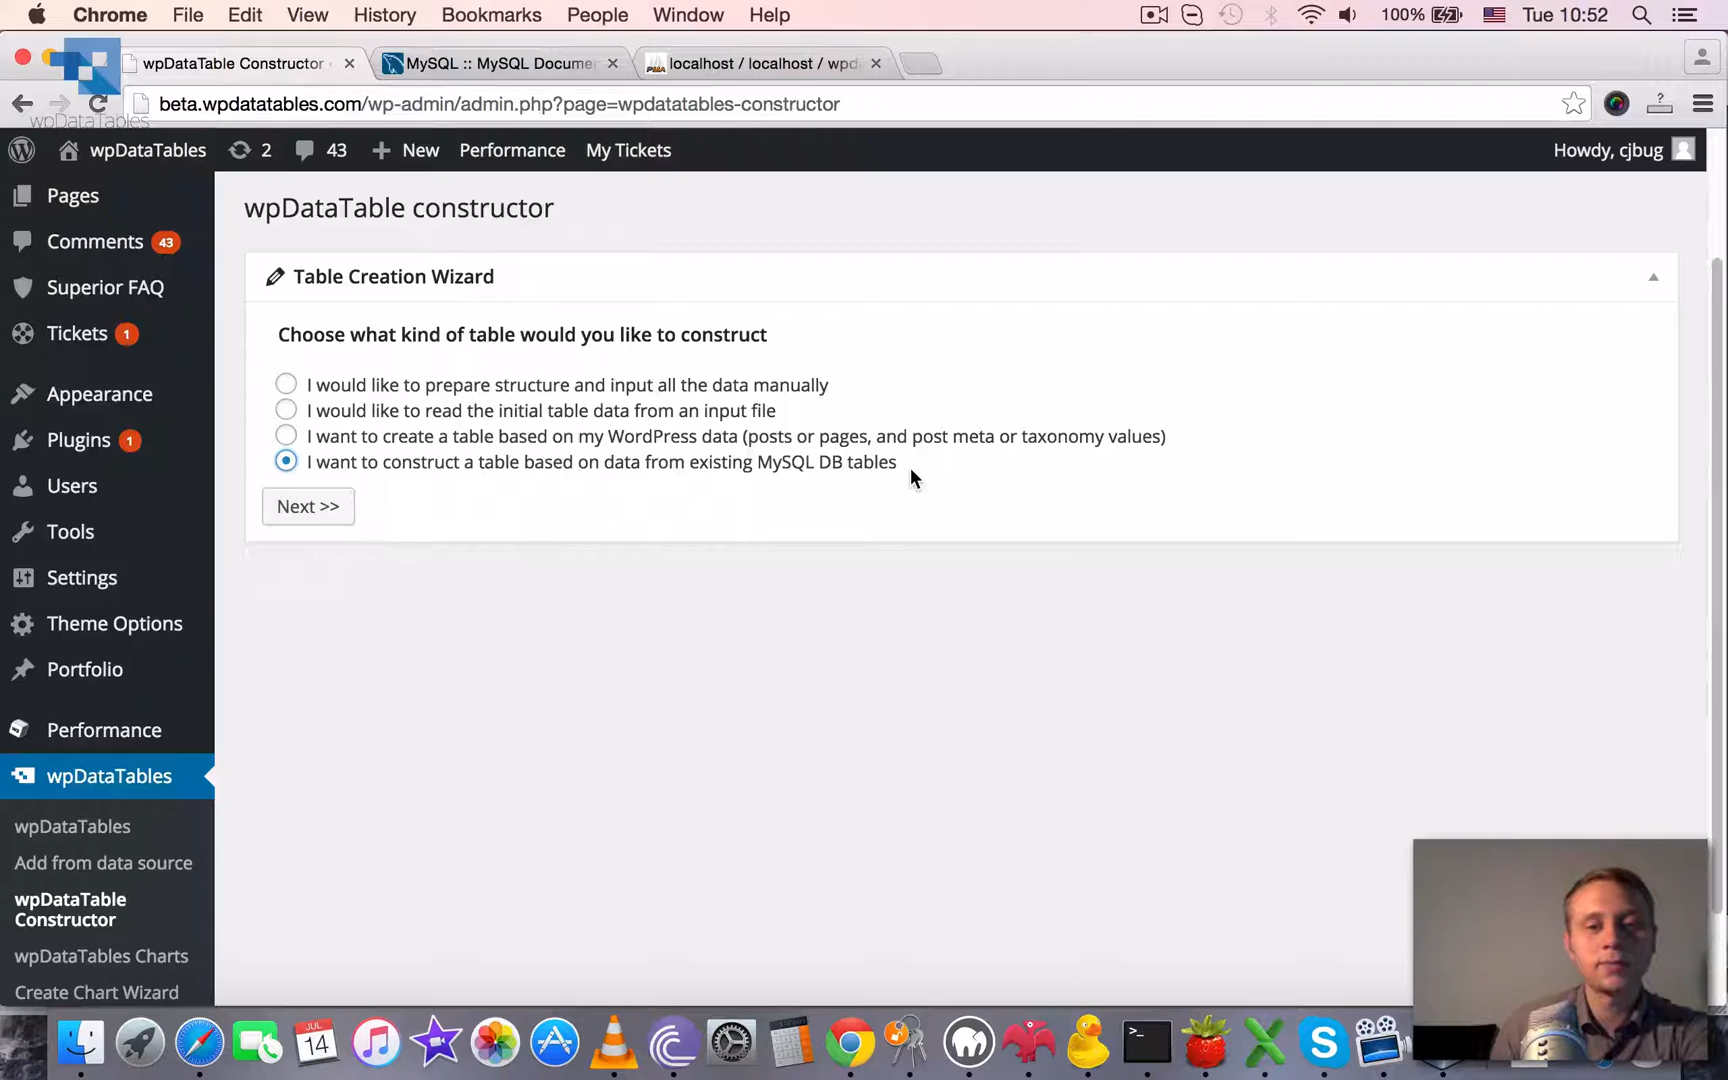 Chrome File Edit View History Bookmarks People Window Help 100% Tue 10:52
wpDataTable Constructor MySQL :: MySQL Docume localhost / localhost / wpd
beta.wpdatatables.com/wp-admin/admin.php?page=wpdatatables-constructor
wpDataTables
wpDataTables 2 43 New Performance My Tickets Howdy, cjbug
Pages
Comments 43
Superior FAQ
Tickets 1
Appearance
Plugins 1
Users
Tools
Settings
Theme Options
Portfolio
Performance
wpDataTables
wpDataTables
Add from data source
wpDataTable
Constructor
wpDataTables Charts
Create Chart Wizard
wpDataTable constructor
Table Creation Wizard
Choose what kind of table would you like to construct
I would like to prepare structure and input all the data manually
I would like to read the initial table data from an input file
I want to create a table based on my WordPress data (posts or pages, and post meta or taxonomy values)
I want to construct a table based on data from existing MySQL DB tables
Next >>
JUL
14